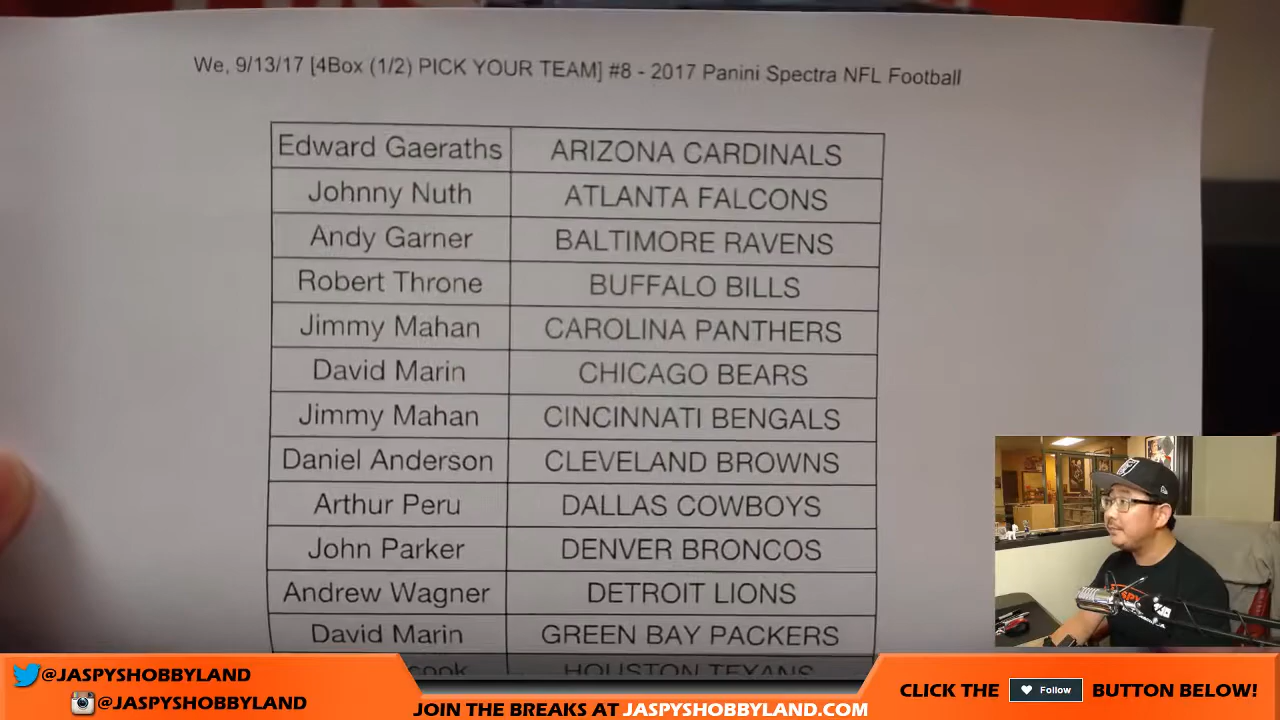 We, 9/13/17 [4Box (1/2) PICK YOUR TEAM] #8 - 2017 Panini Spectra NFL Football
Edward Gaeraths ARIZONA CARDINALS
Johnny Nuth ATLANTA FALCONS
Andy Garner BALTIMORE RAVENS
Robert Throne BUFFALO BILLS
Jimmy Mahan CAROLINA PANTHERS
David Marin CHICAGO BEARS
Jimmy Mahan CINCINNATI BENGALS
Daniel Anderson CLEVELAND BROWNS
Arthur Peru DALLAS COWBOYS
John Parker DENVER BRONCOS
Andrew Wagner DETROIT LIONS
David Marin GREEN BAY PACKERS
HOUSTON TEXANS
@JASPYSHOBBYLAND
@JASPYSHOBBYLAND
JOIN THE BREAKS AT JASPYSHOBBYLAND.COM
CLICK THE Follow BUTTON BELOW!